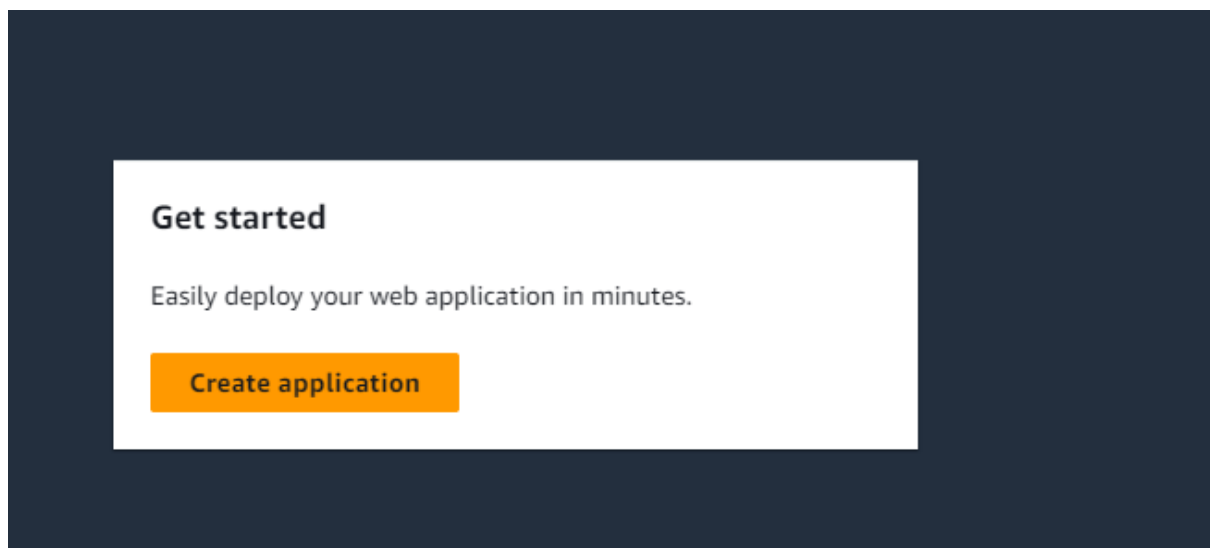 Get started
Easily deploy your web application in minutes.
Create application